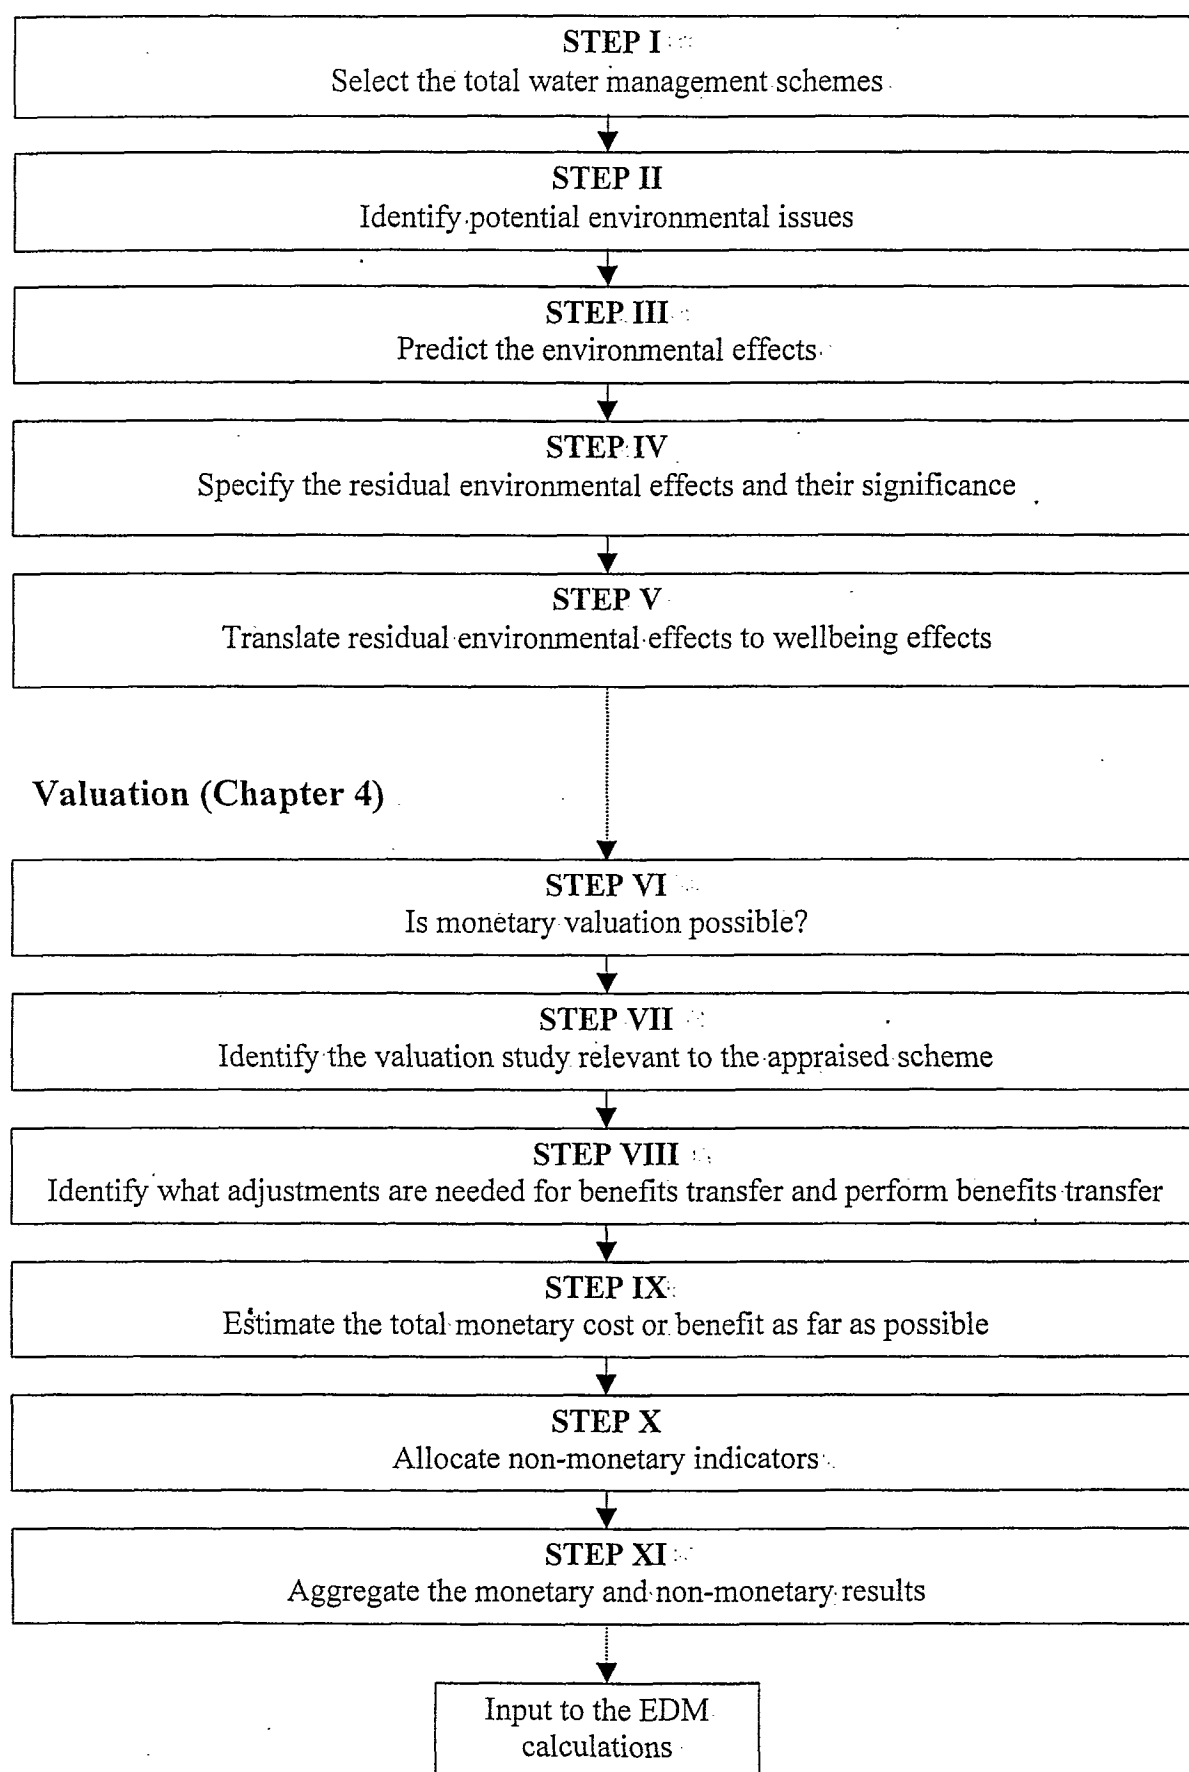 STEP I
Select the total water management schemes
STEP II
Identify potential environmental issues
STEP III
Predict the environmental effects
STEP IV
Specify the residual environmental effects and their significance
STEP V
Translate residual environmental effects to wellbeing effects
Valuation (Chapter 4)
STEP VI
Is monetary valuation possible?
STEP VII
Identify the valuation study relevant to the appraised scheme
STEP VIII
Identify what adjustments are needed for benefits transfer and perform benefits transfer
STEP IX
Estimate the total monetary cost or benefit as far as possible
STEP X
Allocate non-monetary indicators
STEP XI
Aggregate the monetary and non-monetary results
Input to the EDM
calculations